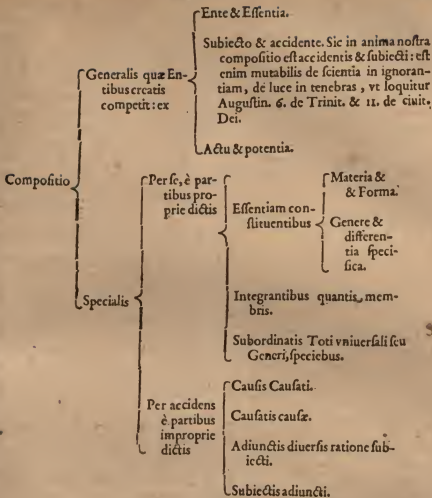 Ente & Eſſentia.
Subiecto & accidente. Sic in anima noſtra
compoſitio eſt accidentis & ſubiecti: eſt
enim mutabilis de ſcientia in ignoran-
tiam, de luce in tenebras, vt loquitur
Auguſtin. 6. de Trinit. & 11. de ciuit.
Dei.
Generalis quæ En-
tibus creatis
competit: ex
Actu & potentia.
Compoſitio
Per ſe, è par-
tibus pro-
prie dictis
Eſſentiam con-
ſtituentibus
Materia &
& Forma.
Genere &
differen-
tia ſpeci-
fica.
Specialis
Integrantibus quantis, mem-
bris.
Subordinatis Toti vniuerſali ſeu
Generi, ſpeciebus.
Per accidens
è partibus
improprie
dictis
Cauſis Cauſati.
Cauſatis cauſæ.
Adiunctis diuerſis ratione ſub-
iecti.
Subiectis adiuncti.